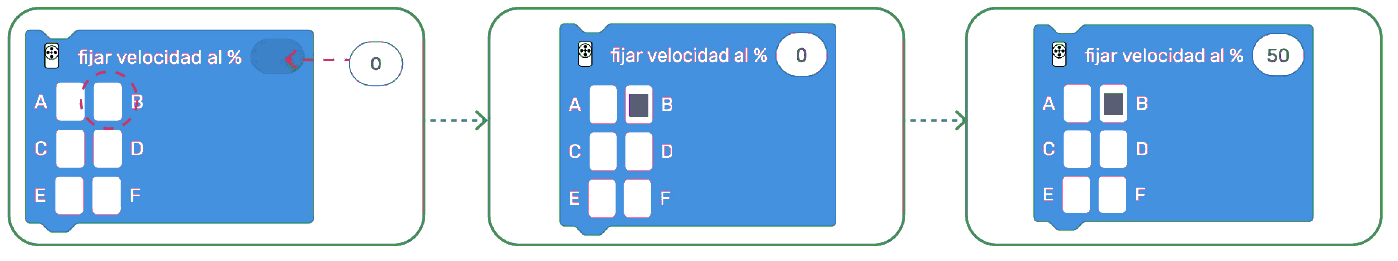 fijar velocidad al %
0
A B
C D
E F
fijar velocidad al % 0
A B
C D
E F
fijar velocidad al % 50
A B
C D
E F